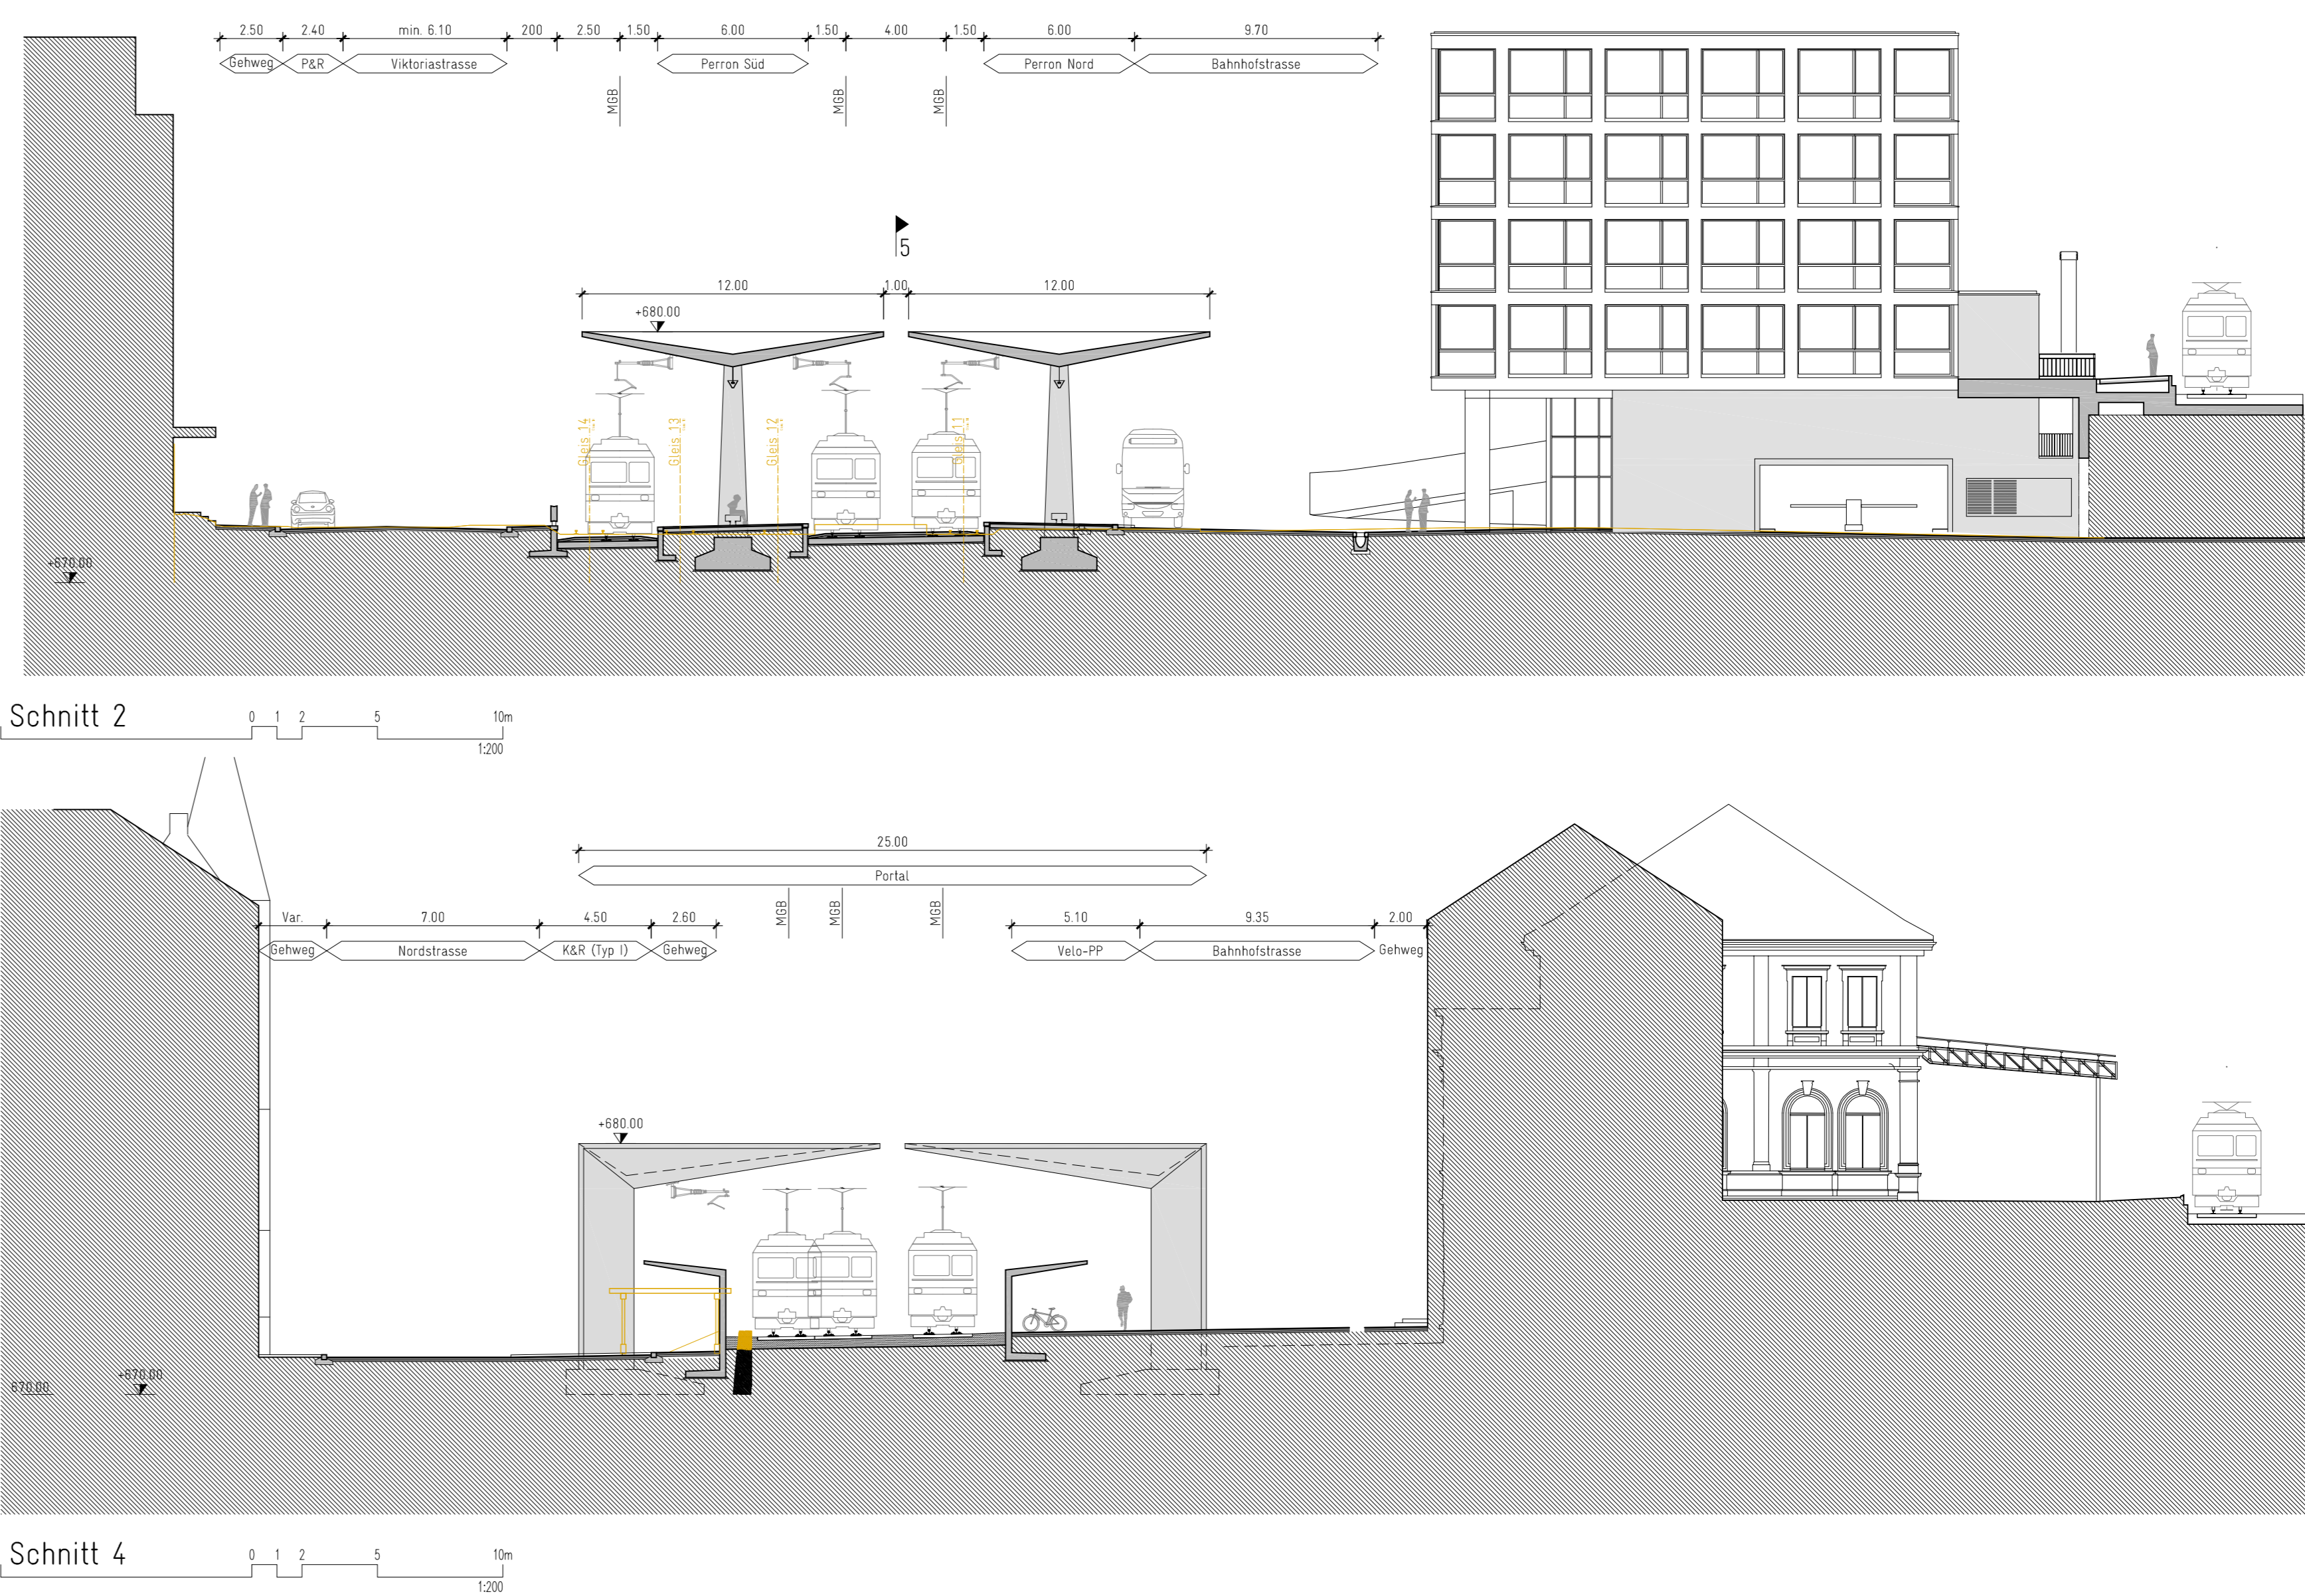 2.50 2.40 min. 6.10 200 2.50 1.50 6.00 1.50 4.00 1.50 6.00 9.70
Gehweg P&R Viktoriastrasse Perron Süd Perron Nord Bahnhofstrasse
MGB MGB MGB
5
12.00 1.00 12.00
+680.00
Gleis 14 Gleis 13 Gleis 12 Gleis 11
+670.00
Schnitt 2
0 1 2 5 10m
1:200
25.00
Portal
MGB MGB MGB
Var. 7.00 4.50 2.60 5.10 9.35 2.00
Gehweg Nordstrasse K&R (Typ I) Gehweg Velo-PP Bahnhofstrasse Gehweg
+680.00
670.00 +670.00
Schnitt 4
0 1 2 5 10m
1:200